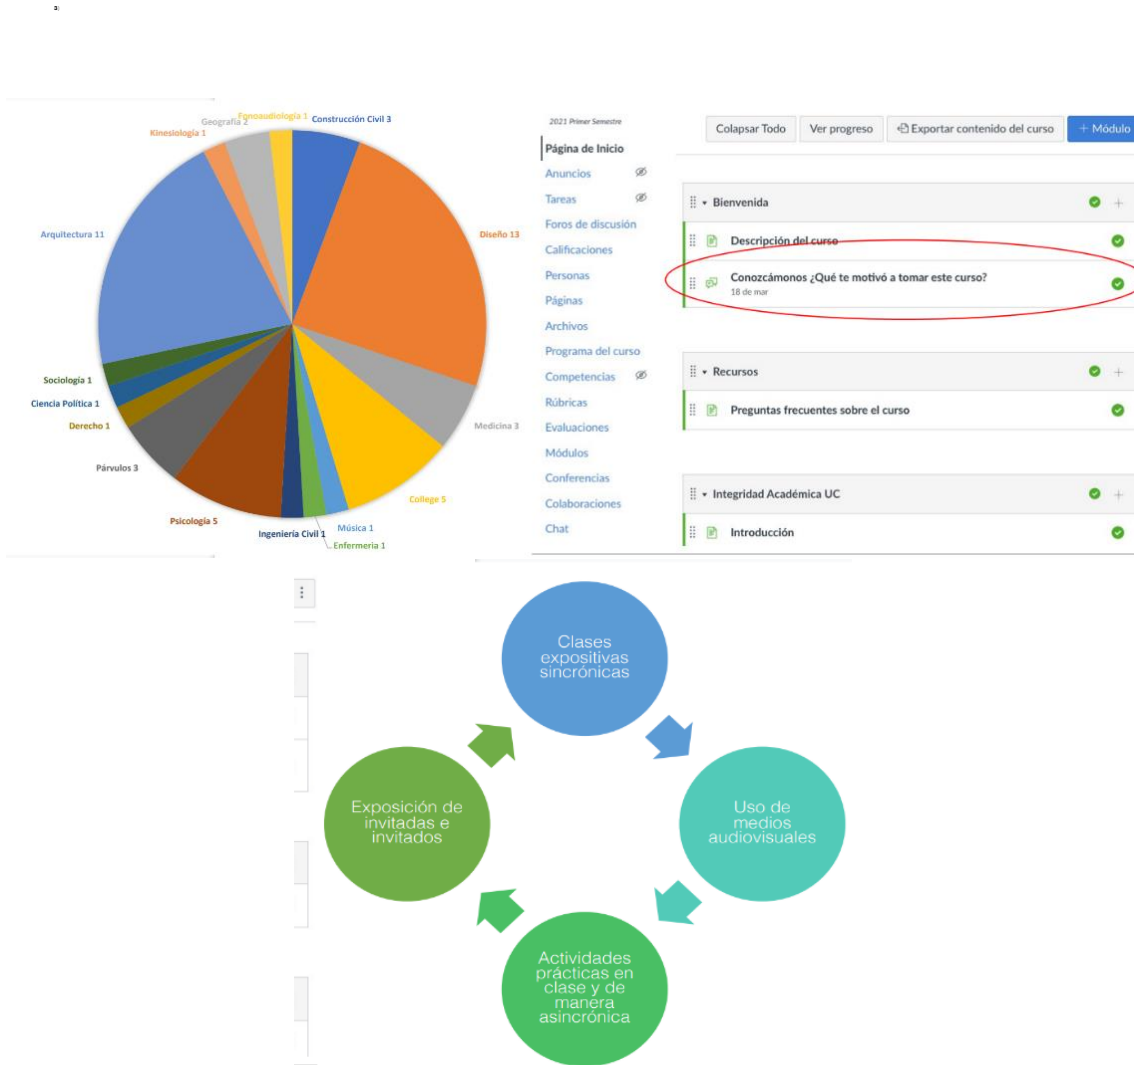 3)
Fonoaudiología 1
Geografía 2
Construcción Civil 3
Kinesiología 1
Arquitectura 11
Diseño 13
Sociología 1
Ciencia Política 1
Derecho 1
Medicina 3
Párvulos 3
College 5
Psicología 5
Ingeniería Civil 1
Música 1
Enfermeria 1
2021 Primer Semestre
Página de Inicio
Anuncios
Tareas
Foros de discusión
Calificaciones
Personas
Páginas
Archivos
Programa del curso
Competencias
Rúbricas
Evaluaciones
Módulos
Conferencias
Colaboraciones
Chat
Colapsar Todo
Ver progreso
Exportar contenido del curso
+ Módulo
Bienvenida
Descripción del curso
Conozcámonos ¿Qué te motivó a tomar este curso?
18 de mar
Recursos
Preguntas frecuentes sobre el curso
Integridad Académica UC
Introducción
Clases
expositivas
sincrónicas
Uso de
medios
audiovisuales
Actividades
prácticas en
clase y de
manera
asincrónica
Exposición de
invitadas e
invitados